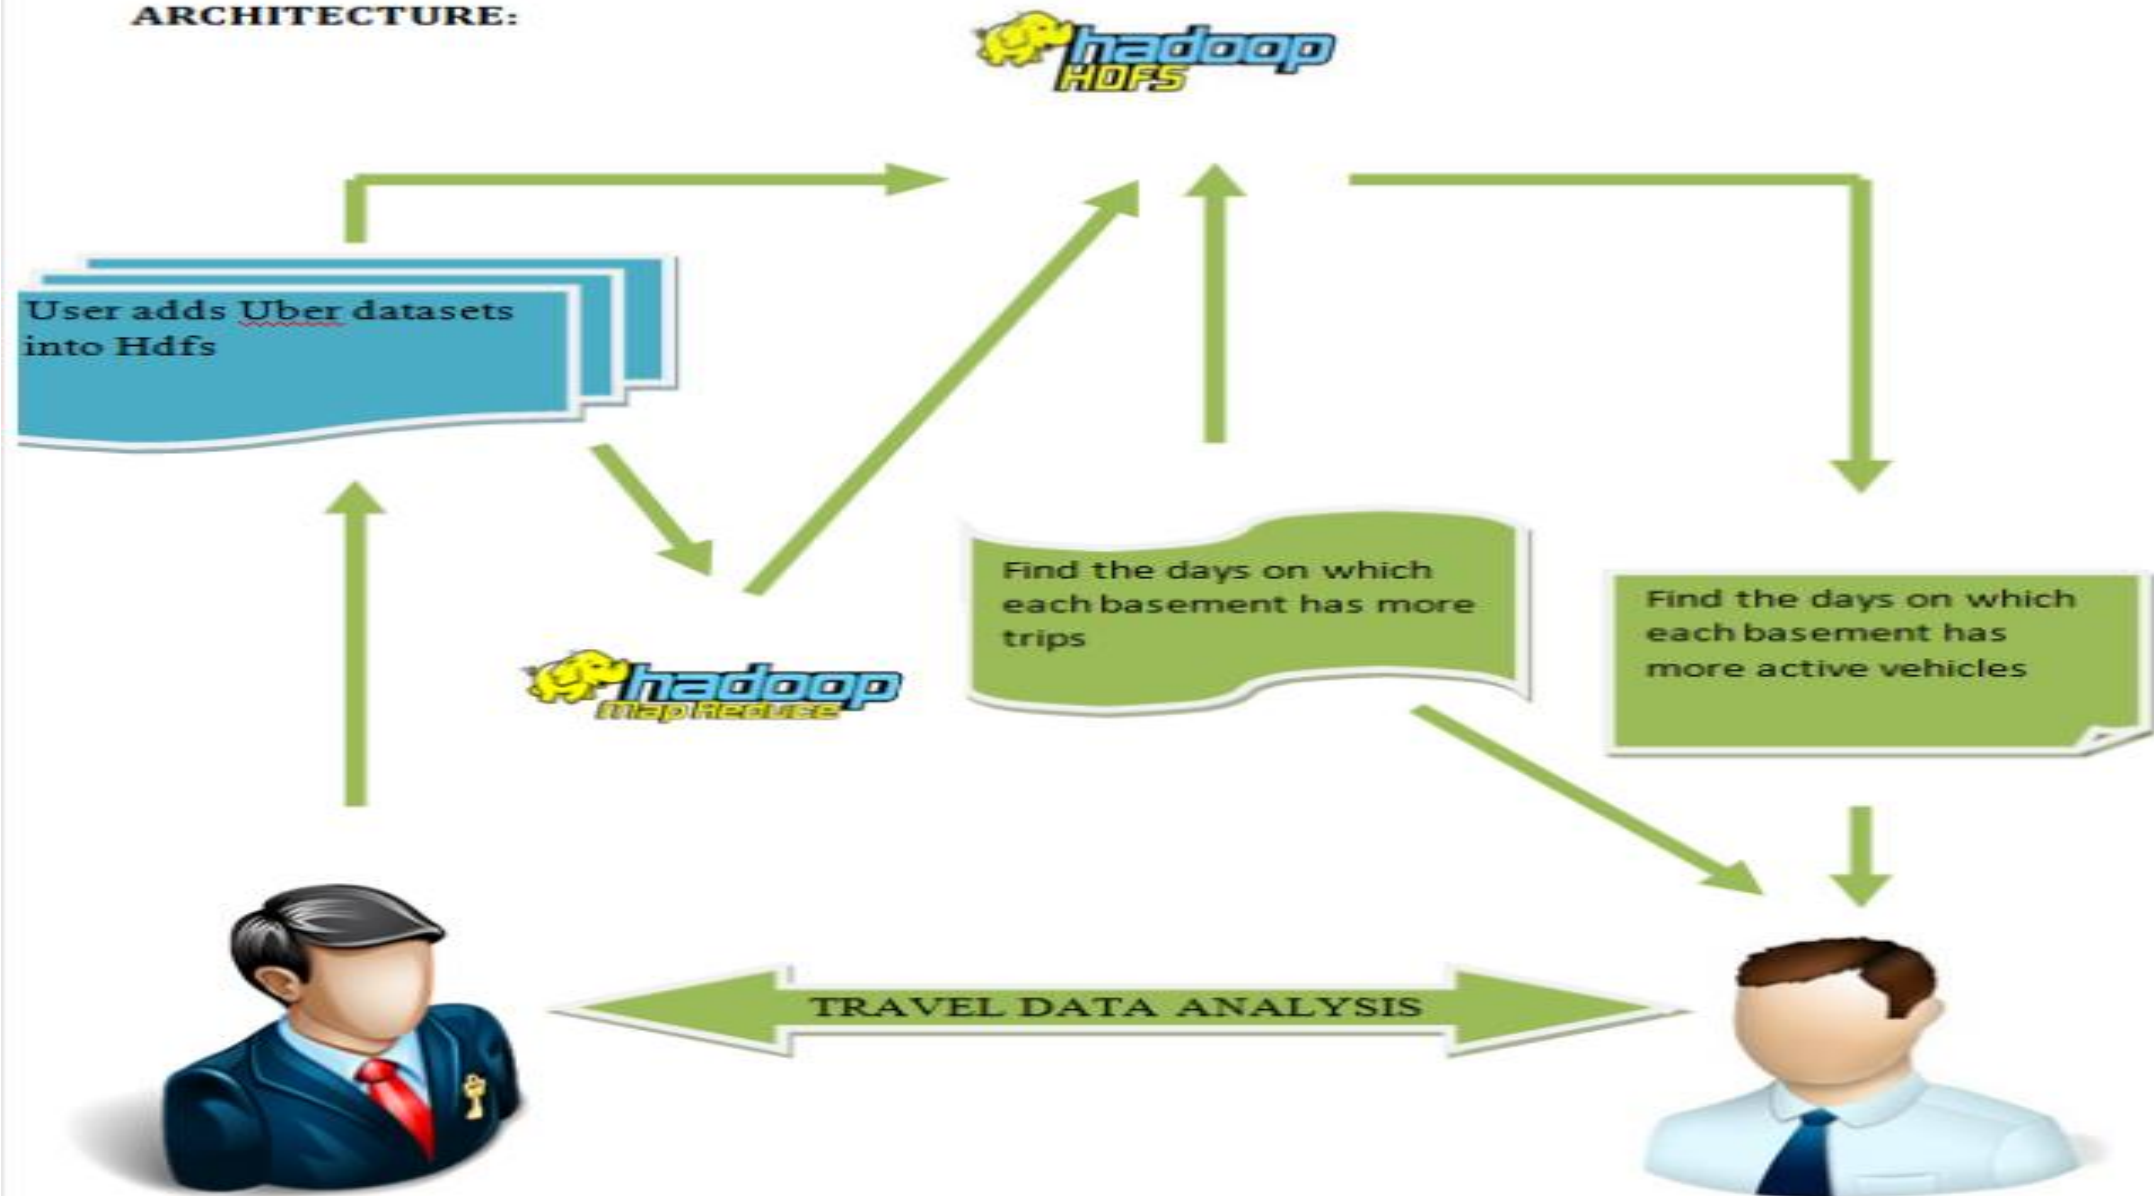 ARCHITECTURE:
hadoop
HDFS
User adds Uber datasets
into Hdfs
Find the days on which
each basement has more
trips
Find the days on which
each basement has
more active vehicles
hadoop
Map Reduce
TRAVEL DATA ANALYSIS